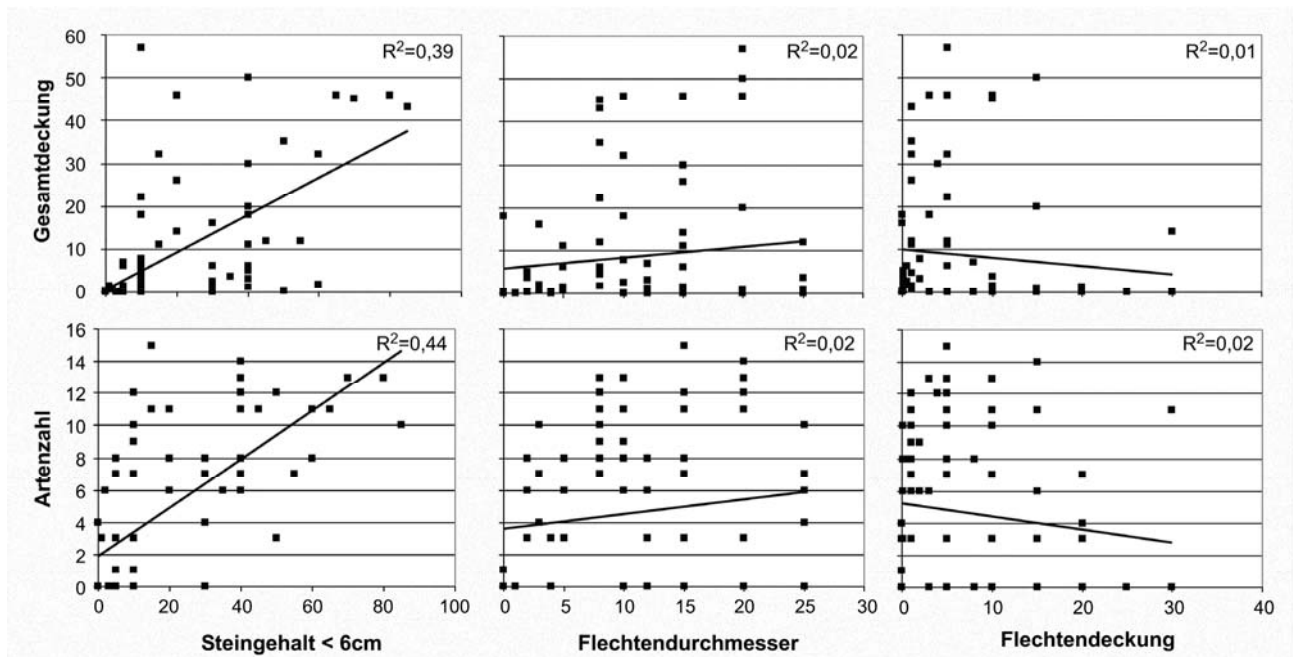 R²=0,39
R²=0,02
R²=0,01
60
50
40
30
20
10
0
Gesamtdeckung
R²=0,44
R²=0,02
R²=0,02
16
14
12
10
8
6
4
2
0
Artenzahl
0 20 40 60 80 100
0 5 10 15 20 25 30
0 10 20 30 40
Steingehalt < 6cm
Flechtendurchmesser
Flechtendeckung